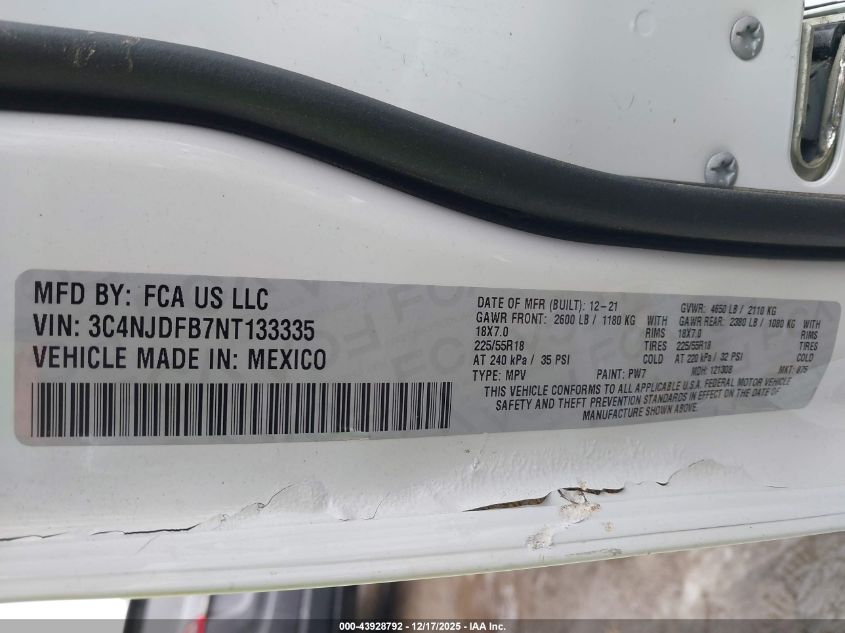 MFD BY: FCA US LLC
VIN: 3C4NJDFB7NT133335
VEHICLE MADE IN: MEXICO
DATE OF MFR (BUILT): 12-21 GVWR: 4650 LB / 2110 KG
GAWR FRONT: 2600 LB / 1180 KG WITH GAWR REAR: 2380 LB / 1080 KG WITH
18X7.0 RIMS 18X7.0 RIMS
225/55R18 TIRES 225/55R18 TIRES
AT 240 kPa / 35 PSI COLD AT 220 kPa / 32 PSI COLD
TYPE: MPV PAINT: PW7 MDH: 121308 MKT: 875
THIS VEHICLE CONFORMS TO ALL APPLICABLE U.S.A. FEDERAL MOTOR VEHICLE
SAFETY AND THEFT PREVENTION STANDARDS IN EFFECT ON THE DATE OF
MANUFACTURE SHOWN ABOVE.
000-43928792 — 12/17/2025 — IAA Inc.